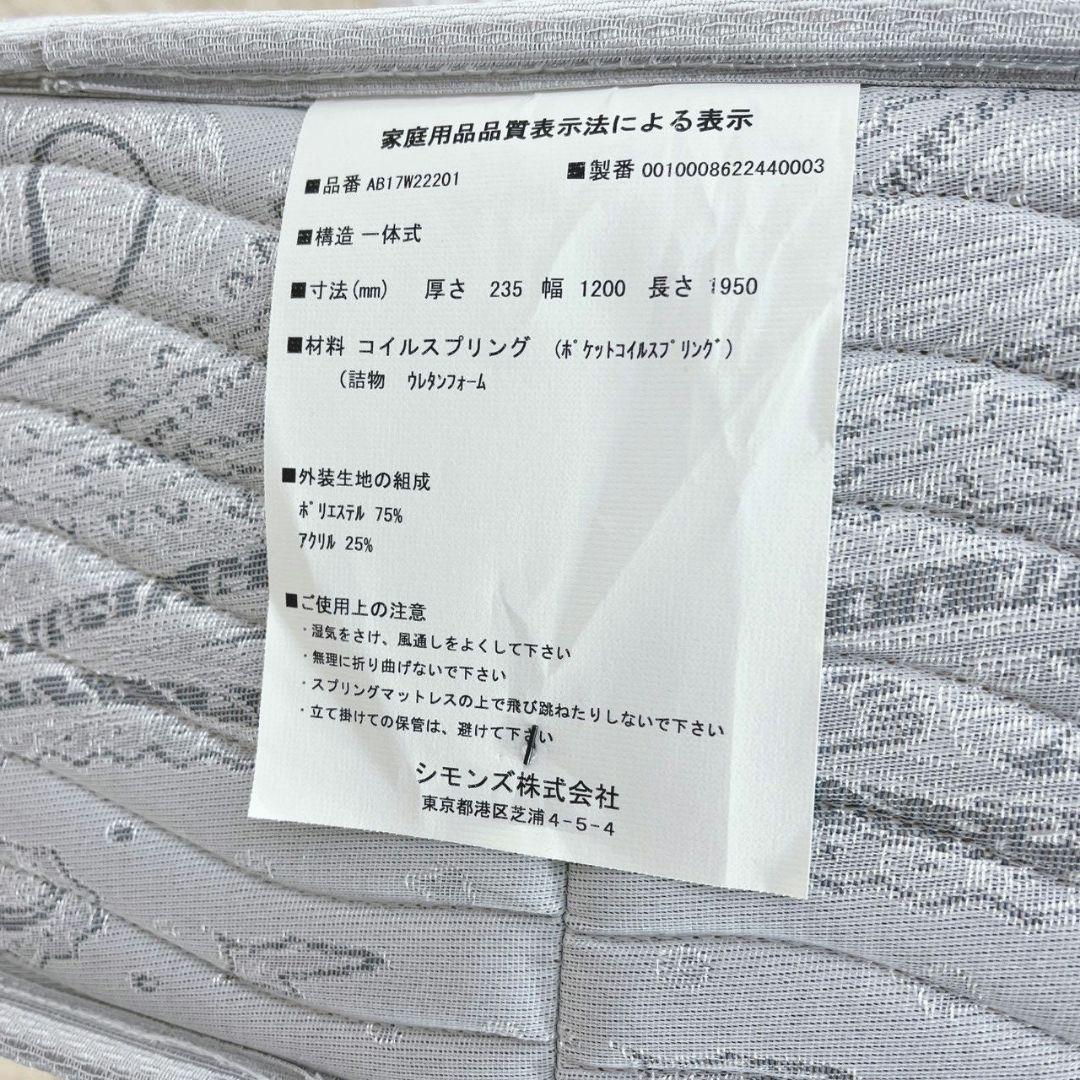 家庭用品品質表示法による表示
■品番 AB17W22201 ■製番 0010008622440003
■構造 一体式
■寸法(mm) 厚さ 235 幅 1200 長さ 1950
■材料 コイルスプリング (ﾎﾟｹｯﾄｺｲﾙｽﾌﾟﾘﾝｸﾞ)
(詰物 ｳﾚﾀﾝﾌｫｰﾑ
■外装生地の組成
ﾎﾟﾘｴｽﾃﾙ 75%
ｱｸﾘﾙ 25%
■ご使用上の注意
・湿気をさけ、風通しをよくして下さい
・無理に折り曲げないで下さい
・スプリングマットレスの上で飛び跳ねたりしないで下さい
・立て掛けての保管は、避けて下さい
シモンズ株式会社
東京都港区芝浦4-5-4